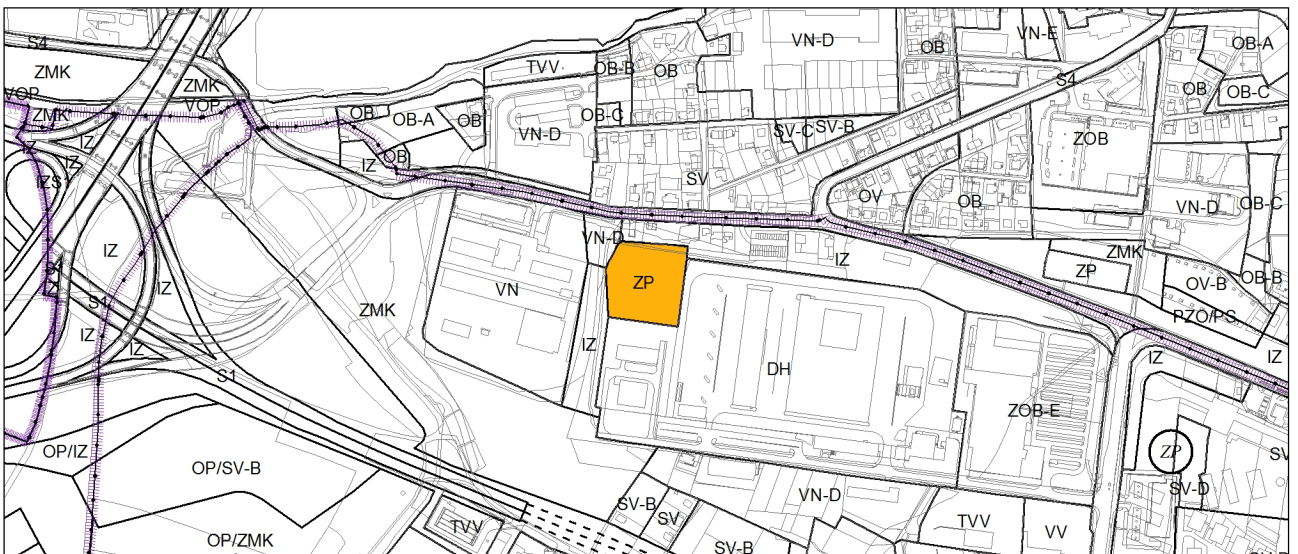 S4
ZMK
ZMK
VOP
VOP
ZMK
IZ
IZ
IZ
IZS1
IZ
S1
IZ
IZ
IZ
S1
OP/IZ
OP/SV-B
OP/ZMK
ZMK
OB
OB-A
OB
OB
IZ
TVV
OB-B
OB
VN-D
OB-C
VN-D
VN-E
OB
S4
OB-A
OB
OB-C
ZOB
SV-C
SV-B
SV
OV
OB
VN-D
OB-C
ZMK
ZP
OB-B
OV-B
PZO/PS
IZ
IZ
VN-D
IZ
ZP
VN
IZ
DH
ZOB-E
ZP
SV
SV-D
VN-D
SV-B
SV
SV-B
TVV
TVV
VV